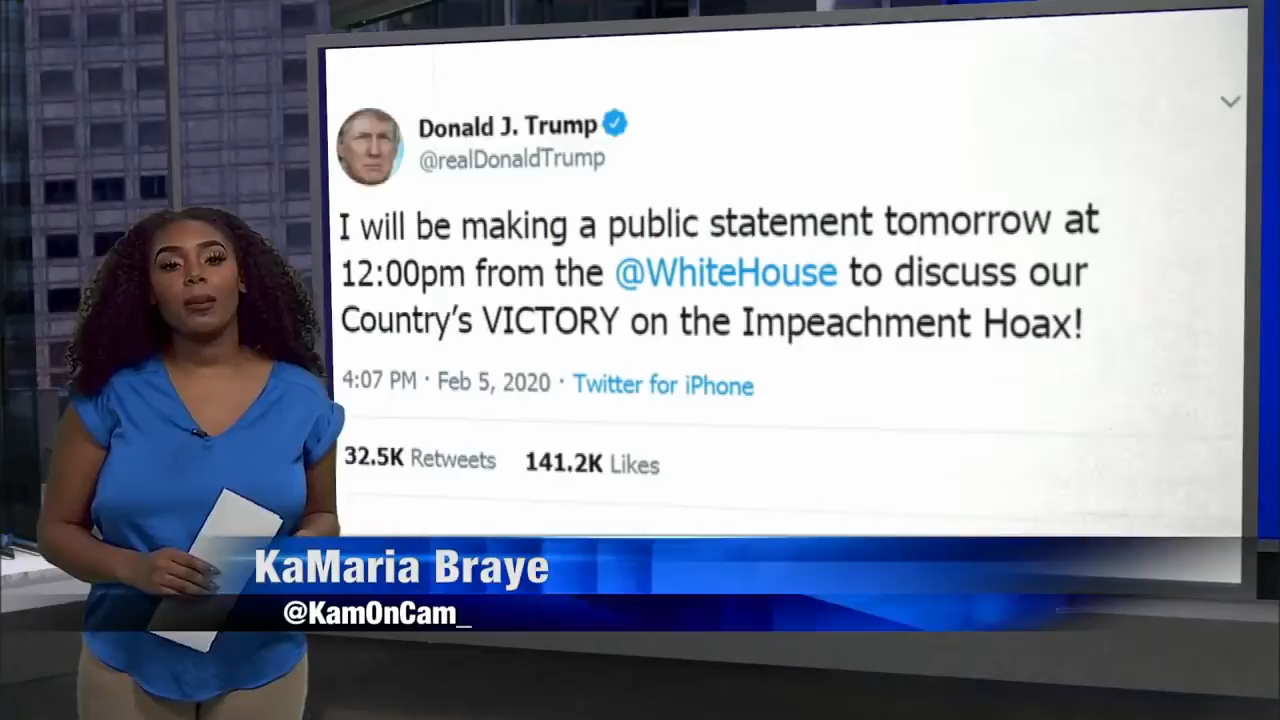 Donald J. Trump
@realDonaldTrump
I will be making a public statement tomorrow at
12:00pm from the @WhiteHouse to discuss our
Country's VICTORY on the Impeachment Hoax!
4:07 PM · Feb 5, 2020 · Twitter for iPhone
32.5K Retweets 141.2K Likes
KaMaria Braye
@KamOnCam_